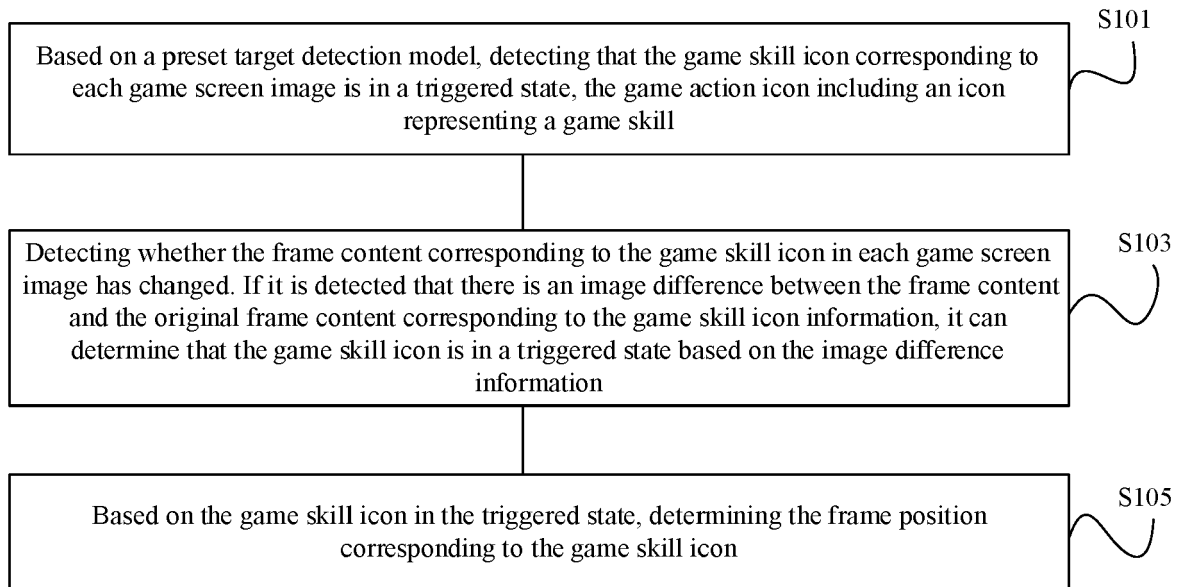 S101
Based on a preset target detection model, detecting that the game skill icon corresponding to
each game screen image is in a triggered state, the game action icon including an icon
representing a game skill
S103
Detecting whether the frame content corresponding to the game skill icon in each game screen
image has changed. If it is detected that there is an image difference between the frame content
and the original frame content corresponding to the game skill icon information, it can
determine that the game skill icon is in a triggered state based on the image difference
information
S105
Based on the game skill icon in the triggered state, determining the frame position
corresponding to the game skill icon